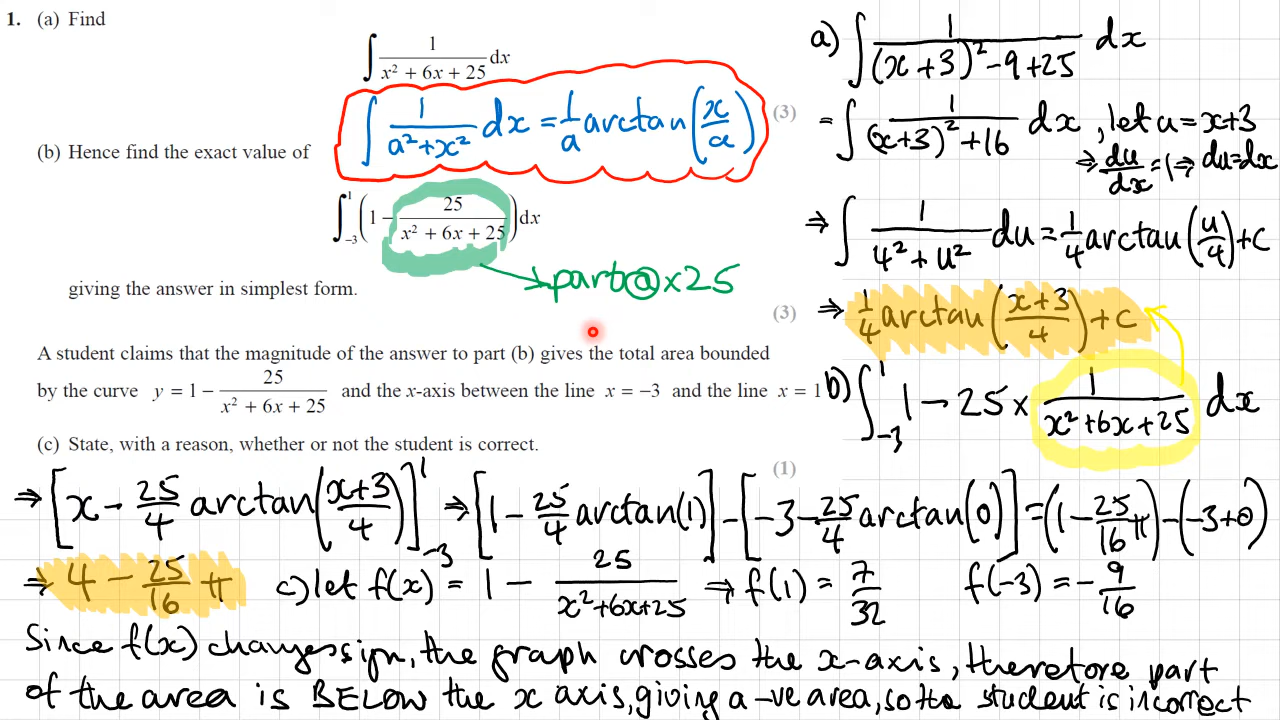 1. (a) Find
∫ 1/(x² + 6x + 25) dx
∫ 1/(a²+x²) dx = 1/a arctan(x/a)
(3)
(b) Hence find the exact value of
∫₋₃¹ (1 − 25/(x² + 6x + 25)) dx
→ part ⓐ x 25
giving the answer in simplest form.
(3)
A student claims that the magnitude of the answer to part (b) gives the total area bounded
by the curve y = 1 − 25/(x² + 6x + 25) and the x-axis between the line x = −3 and the line x = 1
(c) State, with a reason, whether or not the student is correct.
(1)
a) ∫ 1/((x+3)² −9+25) dx
= ∫ 1/((x+3)² +16) dx , let u = x+3
⇒ du/dx = 1 ⇒ du = dx
⇒ ∫ 1/(4² + u²) du = 1/4 arctan(u/4) + c
⇒ 1/4 arctan((x+3)/4) + c
b) ∫₋₃¹ 1 − 25 × 1/(x²+6x+25) dx
⇒ [x − 25/4 arctan((x+3)/4)]₋₃¹ ⇒ [1 − 25/4 arctan(1)] − [−3 − 25/4 arctan(0)] = (1 − 25/16 π) − (−3+0)
⇒ 4 − 25/16 π
c) let f(x) = 1 − 25/(x²+6x+25) ⇒ f(1) = 7/32 f(−3) = −9/16
Since f(x) changes sign, the graph crosses the x-axis, therefore part
of the area is BELOW the x axis, giving a -ve area, so the student is incorrect